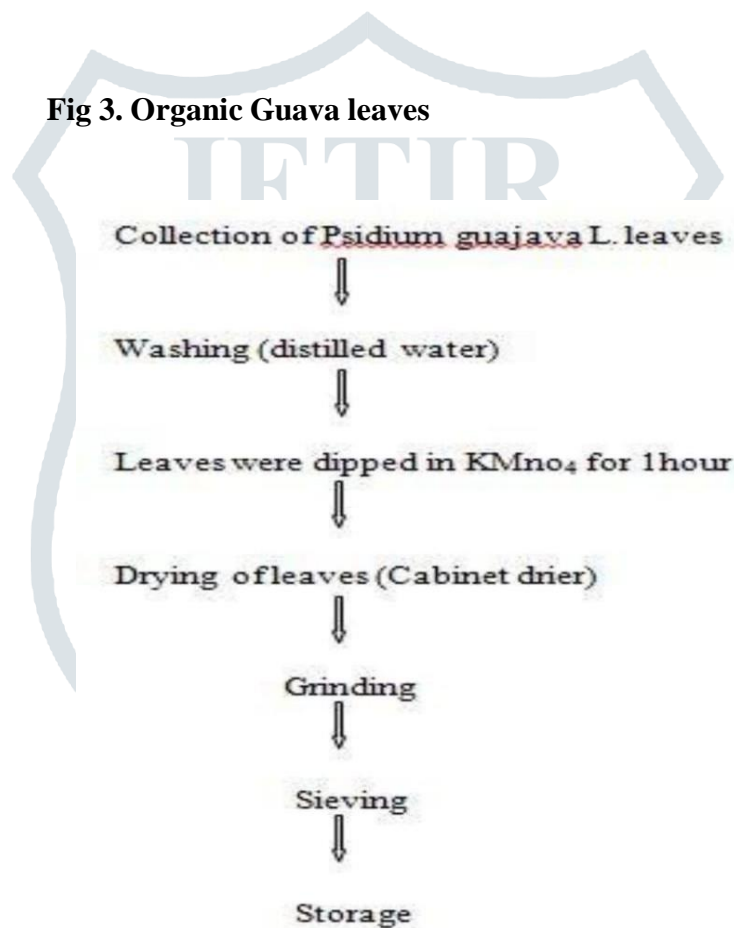 Fig 3. Organic Guava leaves
JETIR
Collection of Psidium guajava L. leaves
Washing (distilled water)
Leaves were dipped in KMno₄ for 1hour
Drying of leaves (Cabinet drier)
Grinding
Sieving
Storage